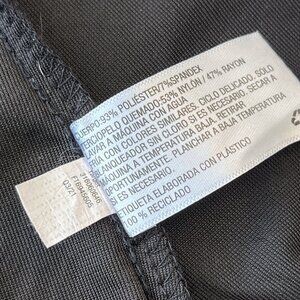 CUERPO:93% POLIÉSTER/7% SPANDEX
TERCIOPELO QUEMADO:53% NYLON / 47% RAYON
LAVAR A MÁQUINA CON AGUA
CON COLORES SIMILARES, CICLO DELICADO. SOLO
BLANQUEADOR SIN CLORO SI ES NECESARIO. SECAR
A MÁQUINA A BAJA TEMPERATURA. RETIRAR
OPORTUNAMENTE. PLANCHAR A BAJA TEMPERATURA
SI ES NECESARIO.
ETIQUETA ELABORADA CON PLÁSTICO
100 % RECICLADO